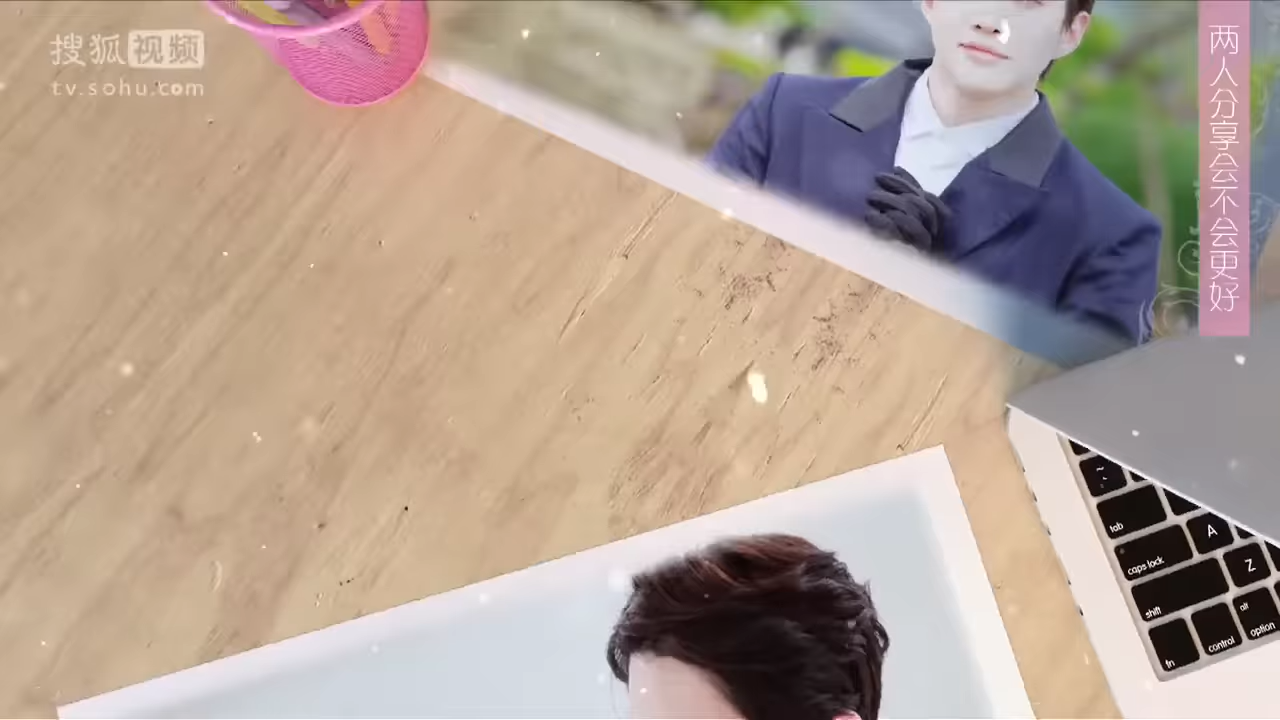 搜狐视频
tv.sohu.com
两人分享会不会更好
~
tab
A
caps lock
Z
shift
alt
fn
control
option